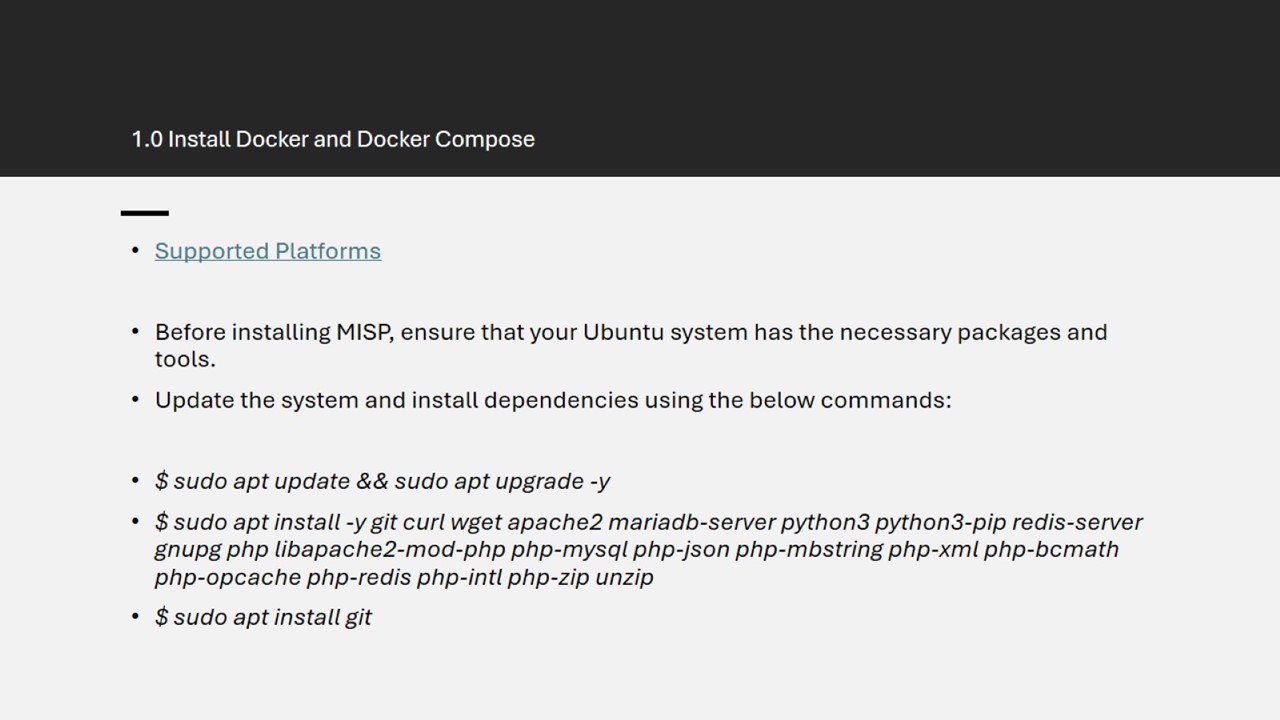 1.0 Install Docker and Docker Compose
• Supported Platforms
• Before installing MISP, ensure that your Ubuntu system has the necessary packages and
tools.
• Update the system and install dependencies using the below commands:
• $ sudo apt update && sudo apt upgrade -y
• $ sudo apt install -y git curl wget apache2 mariadb-server python3 python3-pip redis-server
gnupg php libapache2-mod-php php-mysql php-json php-mbstring php-xml php-bcmath
php-opcache php-redis php-intl php-zip unzip
• $ sudo apt install git